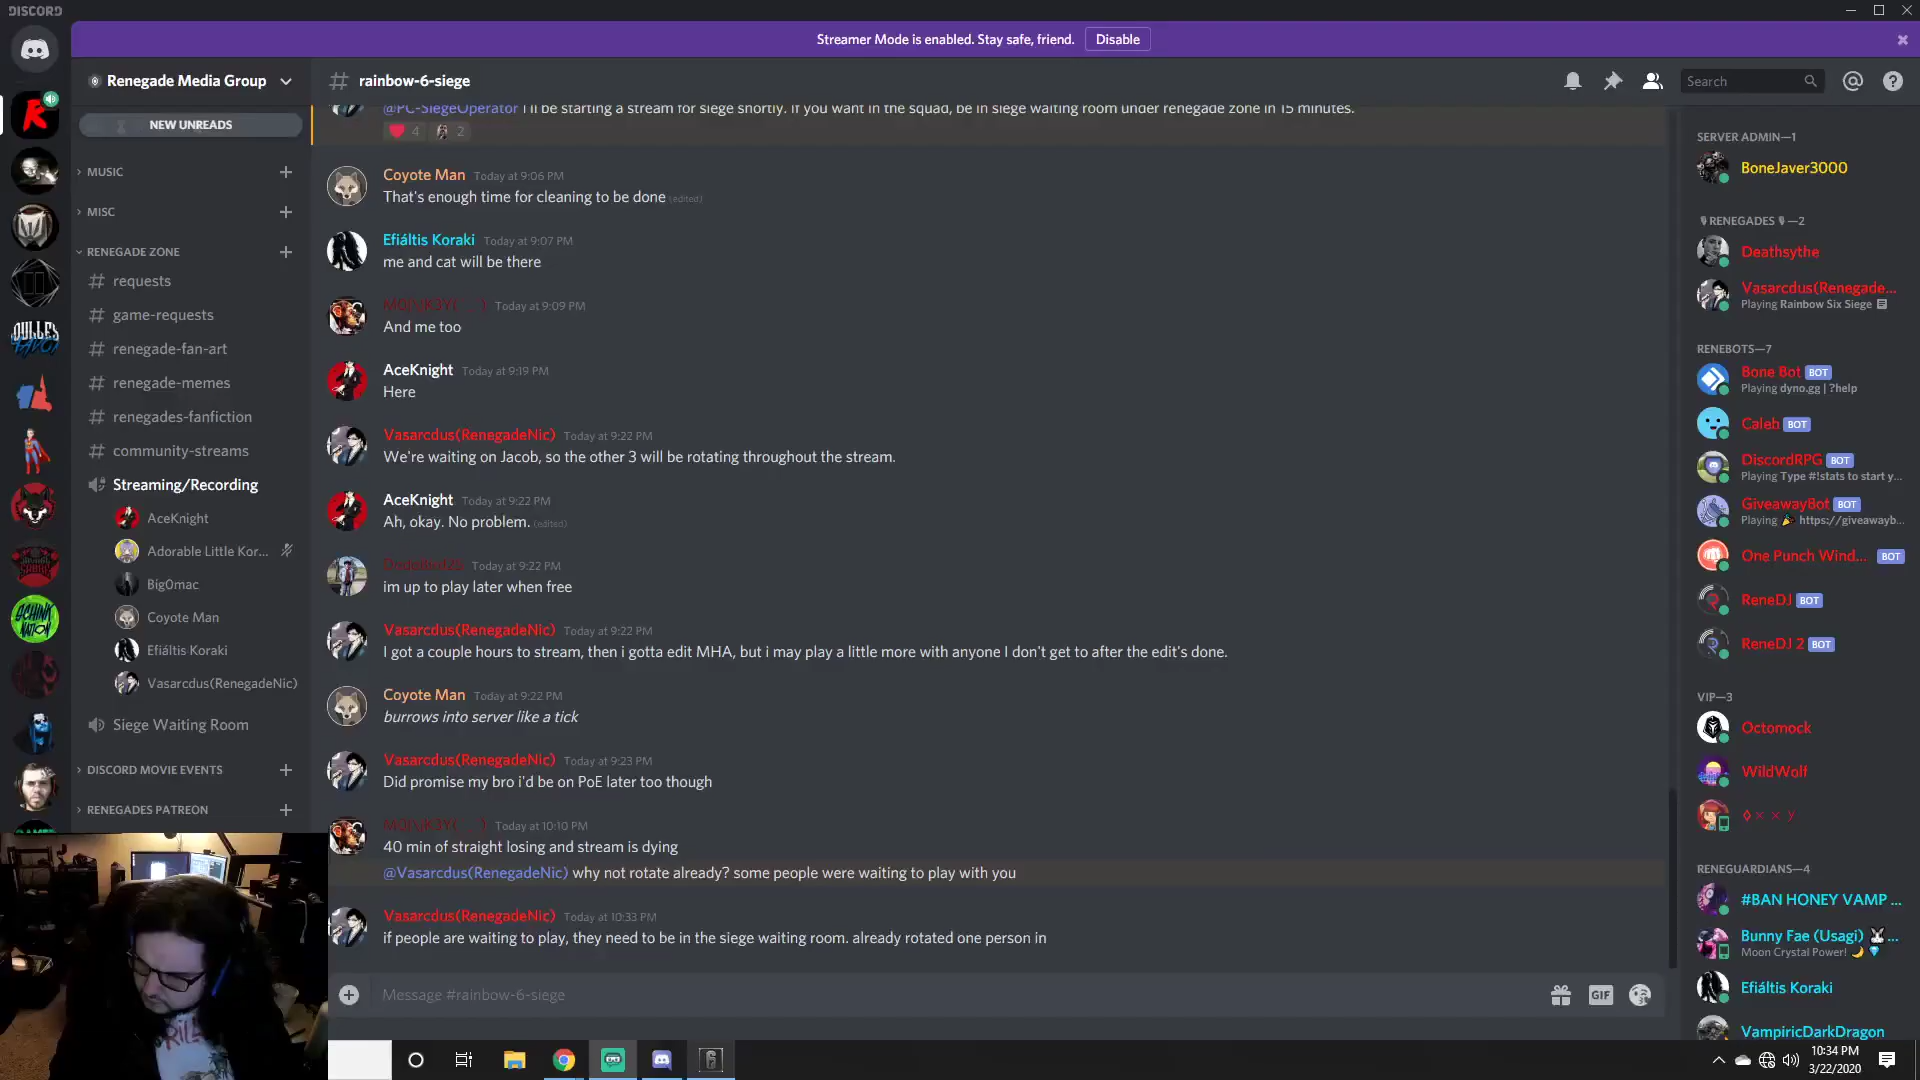 DISCORD
Streamer Mode is enabled. Stay safe, friend.
Disable
Renegade Media Group
NEW UNREADS
MUSIC
MISC
RENEGADE ZONE
requests
game-requests
renegade-fan-art
renegade-memes
renegades-fanfiction
community-streams
Streaming/Recording
AceKnight
Adorable Little Kor...
Big0mac
Coyote Man
Efiáltis Koraki
Vasarcdus(RenegadeNic)
Siege Waiting Room
DISCORD MOVIE EVENTS
RENEGADES PATREON
rainbow-6-siege
Search
@PC-SiegeOperator I'll be starting a stream for siege shortly. If you want in the squad, be in siege waiting room under renegade zone in 15 minutes.
4
2
Coyote Man Today at 9:06 PM
That's enough time for cleaning to be done (edited)
Efiáltis Koraki Today at 9:07 PM
me and cat will be there
Today at 9:09 PM
And me too
AceKnight Today at 9:19 PM
Here
Vasarcdus(RenegadeNic) Today at 9:22 PM
We're waiting on Jacob, so the other 3 will be rotating throughout the stream.
AceKnight Today at 9:22 PM
Ah, okay. No problem. (edited)
Today at 9:22 PM
im up to play later when free
Vasarcdus(RenegadeNic) Today at 9:22 PM
I got a couple hours to stream, then i gotta edit MHA, but i may play a little more with anyone I don't get to after the edit's done.
Coyote Man Today at 9:22 PM
burrows into server like a tick
Vasarcdus(RenegadeNic) Today at 9:23 PM
Did promise my bro i'd be on PoE later too though
Today at 10:10 PM
40 min of straight losing and stream is dying
@Vasarcdus(RenegadeNic) why not rotate already? some people were waiting to play with you
Vasarcdus(RenegadeNic) Today at 10:33 PM
if people are waiting to play, they need to be in the siege waiting room. already rotated one person in
Message #rainbow-6-siege
GIF
SERVER ADMIN—1
BoneJaver3000
RENEGADES—2
Deathsythe
Vasarcdus(Renegade...
Playing Rainbow Six Siege
RENEBOTS—7
Bone Bot BOT
Playing dyno.gg | ?help
Caleh BOT
DiscordRPG BOT
Playing Type #!stats to start y...
GiveawayBot BOT
Playing 🎉 https://giveawayb...
One Punch Wind... BOT
ReneDJ BOT
ReneDJ 2 BOT
VIP—3
Octomock
WildWolf
◊ x x y
RENEGUARDIANS—4
#BAN HONEY VAMP ...
Bunny Fae (Usagi) 🐰...
Moon Crystal Power! 🌙 💎
Efiáltis Koraki
VampiricDarkDragon
10:34 PM
3/22/2020